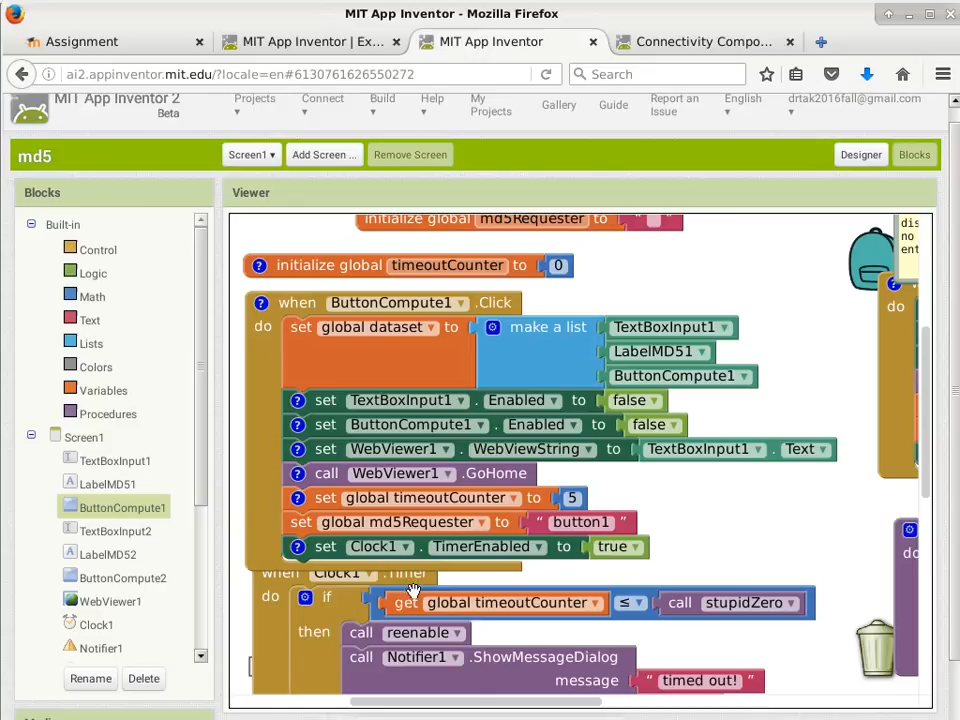 MIT App Inventor - Mozilla Firefox
Assignment
MIT App Inventor | Ex...
MIT App Inventor
Connectivity Compo...
ai2.appinventor.mit.edu/?locale=en#6130761626550272
Search
MIT App Inventor 2
Beta
Projects
Connect
Build
Help
My Projects
Gallery
Guide
Report an Issue
English
drtak2016fall@gmail.com
md5
Screen1
Add Screen ...
Remove Screen
Designer
Blocks
Blocks
Viewer
Built-in
Control
Logic
Math
Text
Lists
Colors
Variables
Procedures
Screen1
TextBoxInput1
LabelMD51
ButtonCompute1
TextBoxInput2
LabelMD52
ButtonCompute2
WebViewer1
Clock1
Notifier1
Rename
Delete
initialize global md5Requester to " "
initialize global timeoutCounter to 0
when ButtonCompute1 .Click
do set global dataset to make a list TextBoxInput1
LabelMD51
ButtonCompute1
set TextBoxInput1 . Enabled to false
set ButtonCompute1 . Enabled to false
set WebViewer1 . WebViewString to TextBoxInput1 . Text
call WebViewer1 .GoHome
set global timeoutCounter to 5
set global md5Requester to " button1 "
set Clock1 . TimerEnabled to true
when Clock1 .Timer
do if get global timeoutCounter ≤ call stupidZero
then call reenable
call Notifier1 .ShowMessageDialog
message " timed out! "
dis
no
ent
do
do